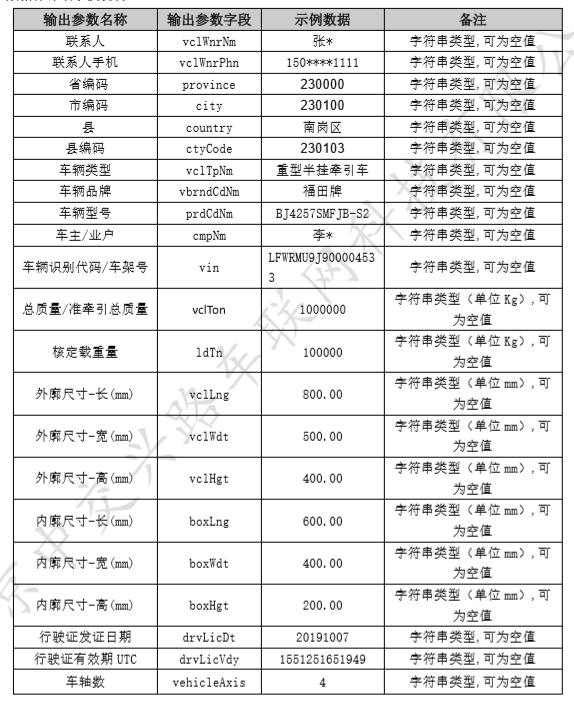 输出参数名称 输出参数字段 示例数据 备注
联系人 vclWnrNm 张* 字符串类型,可为空值
联系人手机 vclWnrPhn 150****1111 字符串类型,可为空值
省编码 province 230000 字符串类型,可为空值
市编码 city 230100 字符串类型,可为空值
县 country 南岗区 字符串类型,可为空值
县编码 ctyCode 230103 字符串类型,可为空值
车辆类型 vclTpNm 重型半挂牵引车 字符串类型,可为空值
车辆品牌 vbrndCdNm 福田牌 字符串类型,可为空值
车辆型号 prdCdNm BJ4257SMFJB-S2 字符串类型,可为空值
车主/业户 cmpNm 李* 字符串类型,可为空值
车辆识别代码/车架号 vin LFWRMU9J90000453
3 字符串类型,可为空值
总质量/准牵引总质量 vclTon 1000000 字符串类型（单位 Kg）,可
为空值
核定载重量 ldTn 100000 字符串类型（单位 Kg）,可
为空值
外廓尺寸-长(mm) vclLng 800.00 字符串类型（单位 mm）,可
为空值
外廓尺寸-宽(mm) vclWdt 500.00 字符串类型（单位 mm）,可
为空值
外廓尺寸-高(mm) vclHgt 400.00 字符串类型（单位 mm）,可
为空值
内廓尺寸-长(mm) boxLng 600.00 字符串类型（单位 mm）,可
为空值
内廓尺寸-宽(mm) boxWdt 400.00 字符串类型（单位 mm）,可
为空值
内廓尺寸-高(mm) boxHgt 200.00 字符串类型（单位 mm）,可
为空值
行驶证发证日期 drvLicDt 20191007 字符串类型,可为空值
行驶证有效期 UTC drvLicVdy 1551251651949 字符串类型,可为空值
车轴数 vehicleAxis 4 字符串类型,可为空值
京中交兴路车联网科技有限公